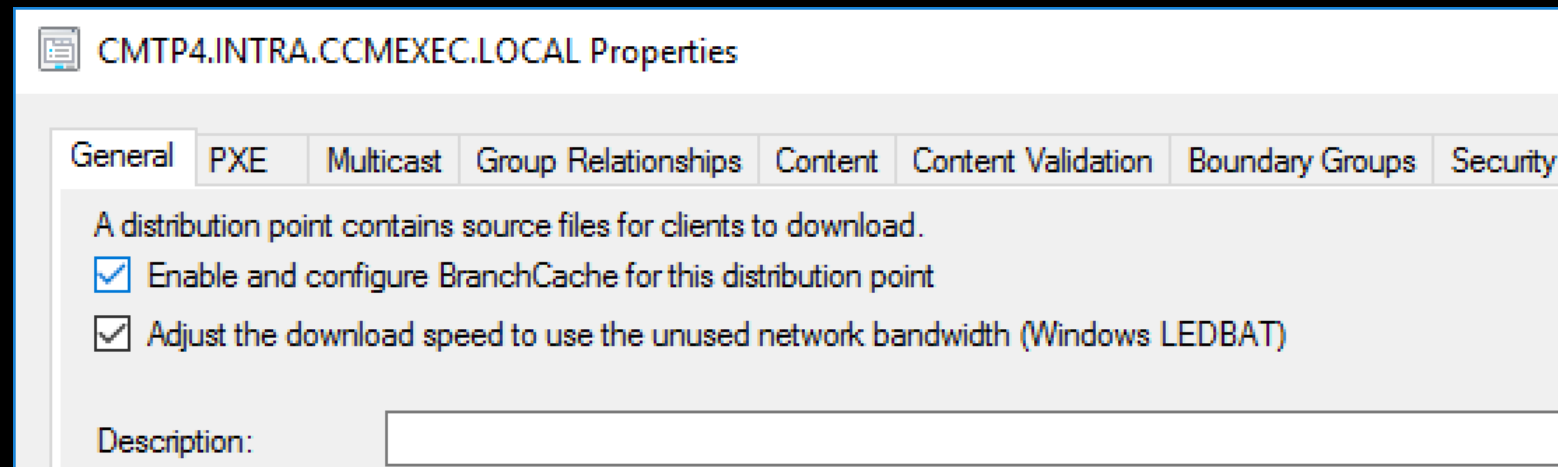 CMTP4.INTRA.CCMEXEC.LOCAL Properties
General PXE Multicast Group Relationships Content Content Validation Boundary Groups Security
A distribution point contains source files for clients to download.
Enable and configure BranchCache for this distribution point
Adjust the download speed to use the unused network bandwidth (Windows LEDBAT)
Description: